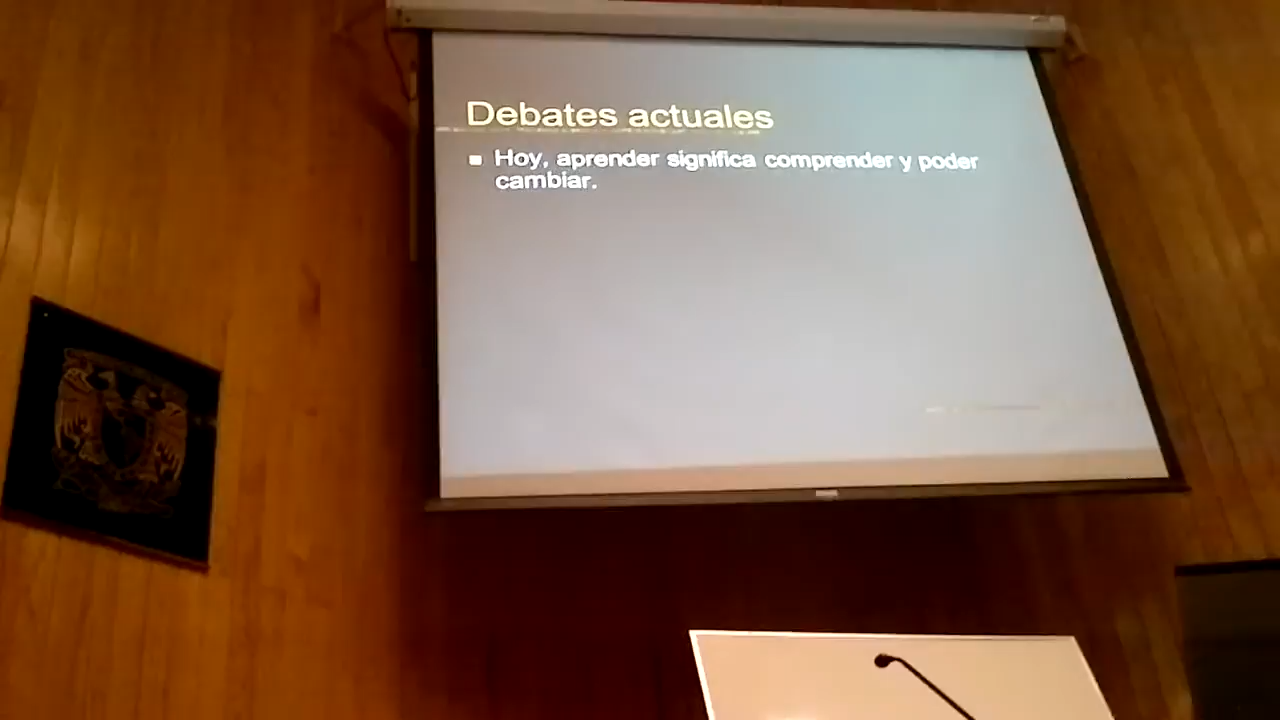 Debates actuales
Hoy, aprender significa comprender y poder
cambiar.